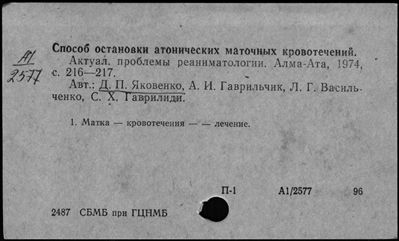 А1
2577
Способ остановки атонических маточных кровотечений.
Актуал. проблемы реаниматологии. Алма-Ата, 1974,
с. 216—217.
Авт.: Д. П. Яковенко, А. И. Гаврильчик, Л. Г. Василь-
ченко, С. Х. Гаврилиди.
1. Матка — кровотечения — — лечение.
П-1 А1/2577 96
2487 СБМБ при ГЦНМБ